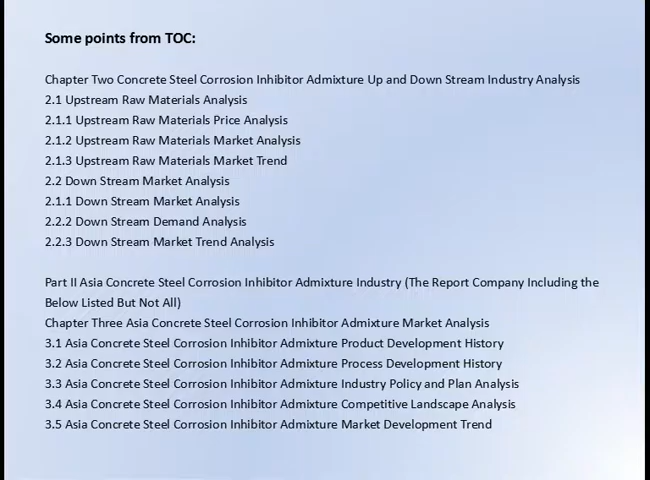 Some points from TOC:
Chapter Two Concrete Steel Corrosion Inhibitor Admixture Up and Down Stream Industry Analysis
2.1 Upstream Raw Materials Analysis
2.1.1 Upstream Raw Materials Price Analysis
2.1.2 Upstream Raw Materials Market Analysis
2.1.3 Upstream Raw Materials Market Trend
2.2 Down Stream Market Analysis
2.1.1 Down Stream Market Analysis
2.2.2 Down Stream Demand Analysis
2.2.3 Down Stream Market Trend Analysis
Part II Asia Concrete Steel Corrosion Inhibitor Admixture Industry (The Report Company Including the
Below Listed But Not All)
Chapter Three Asia Concrete Steel Corrosion Inhibitor Admixture Market Analysis
3.1 Asia Concrete Steel Corrosion Inhibitor Admixture Product Development History
3.2 Asia Concrete Steel Corrosion Inhibitor Admixture Process Development History
3.3 Asia Concrete Steel Corrosion Inhibitor Admixture Industry Policy and Plan Analysis
3.4 Asia Concrete Steel Corrosion Inhibitor Admixture Competitive Landscape Analysis
3.5 Asia Concrete Steel Corrosion Inhibitor Admixture Market Development Trend